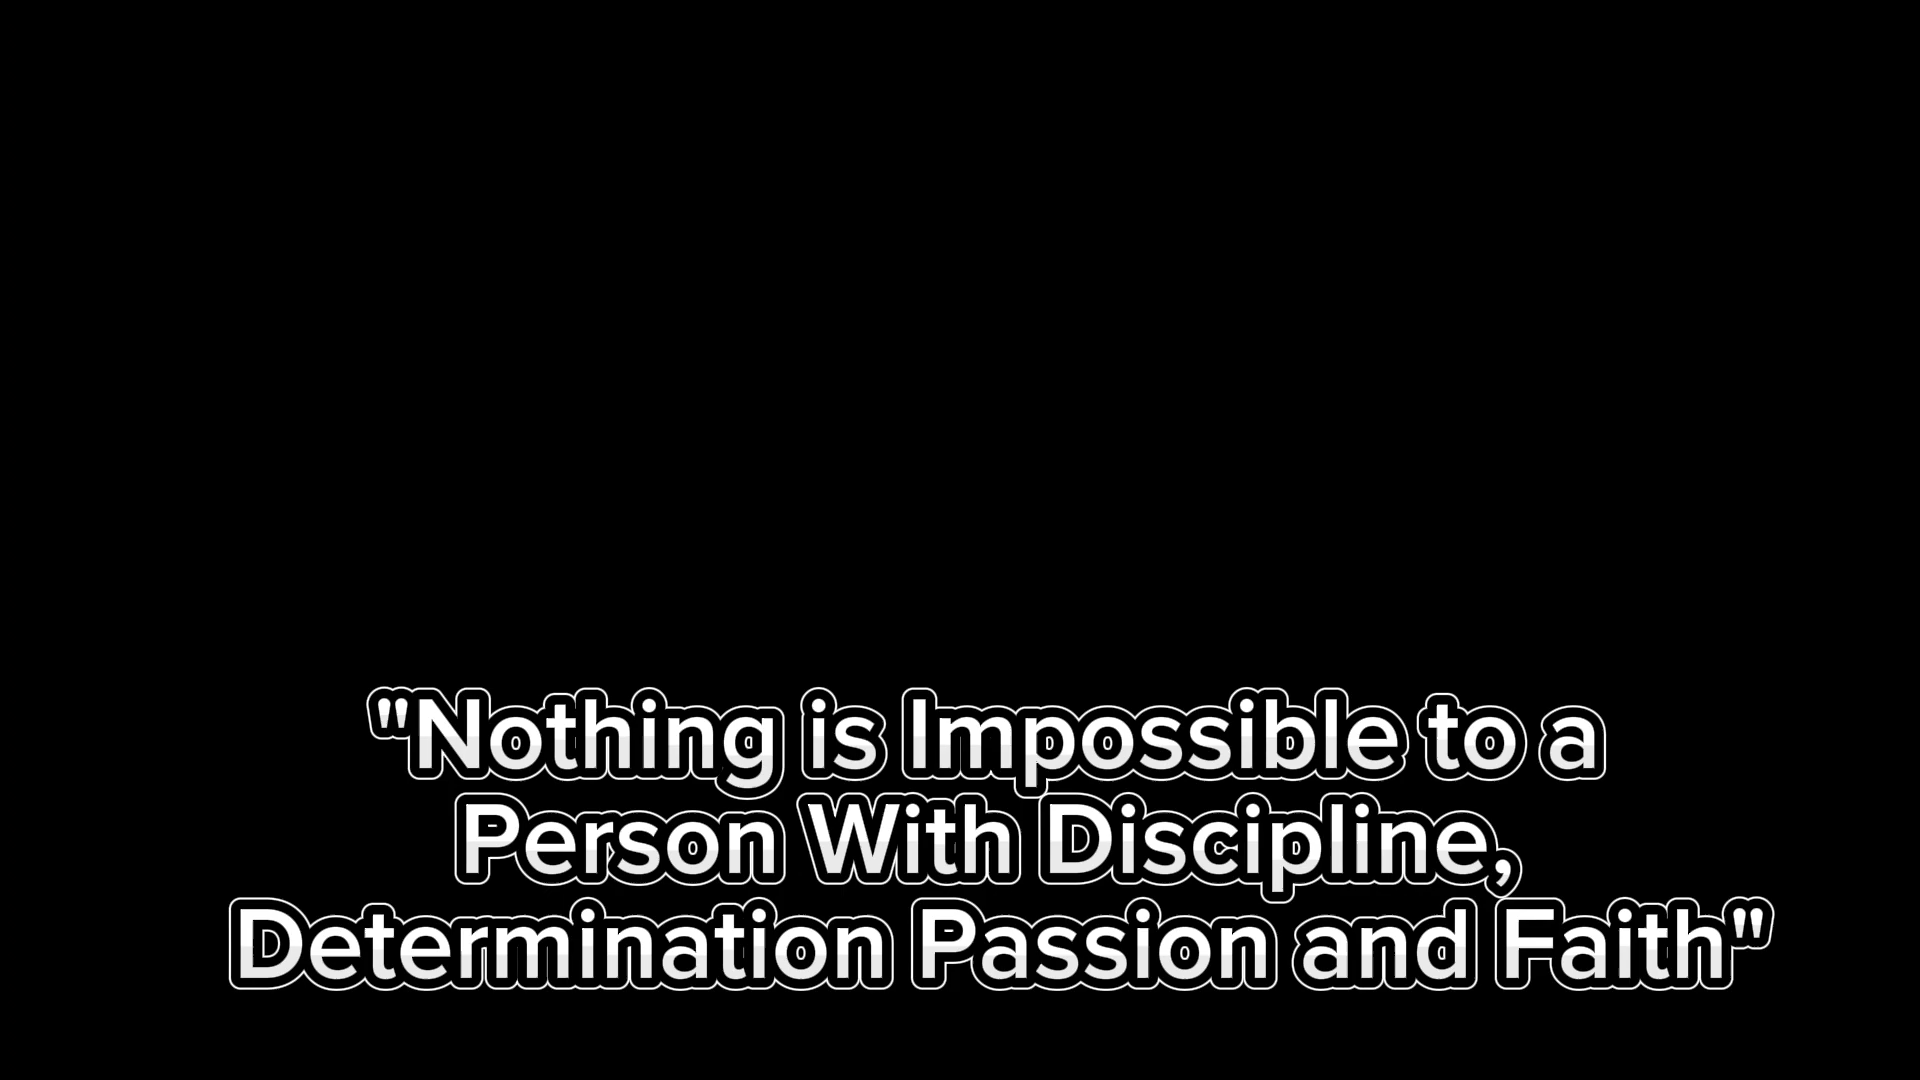 "Nothing is Impossible to a
Person With Discipline,
Determination Passion and Faith"